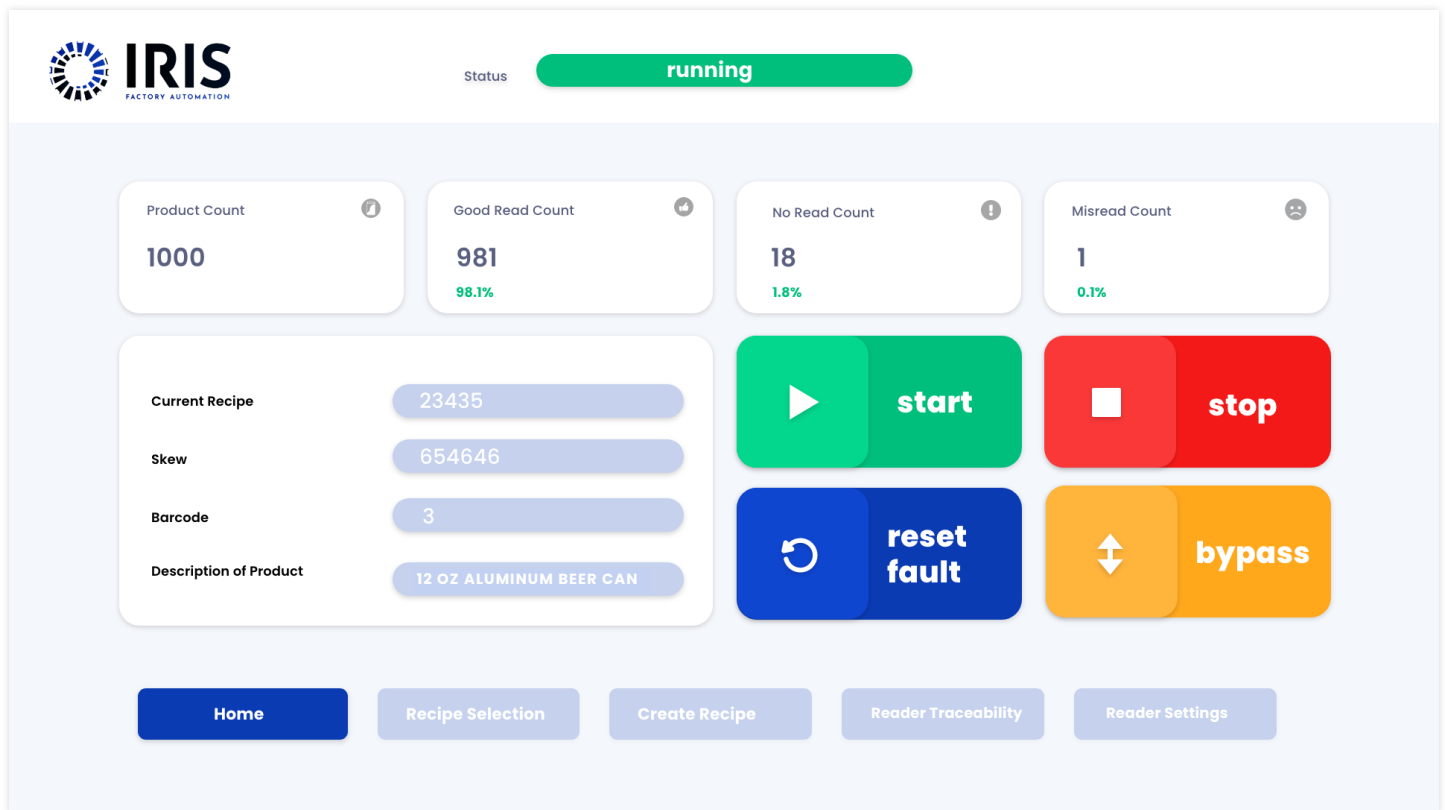 IRIS
FACTORY AUTOMATION
Status
running
Product Count
1000
Good Read Count
981
98.1%
No Read Count
18
1.8%
Misread Count
1
0.1%
Current Recipe
23435
Skew
654646
Barcode
3
Description of Product
12 OZ ALUMINUM BEER CAN
start
stop
reset
fault
bypass
Home
Recipe Selection
Create Recipe
Reader Traceability
Reader Settings